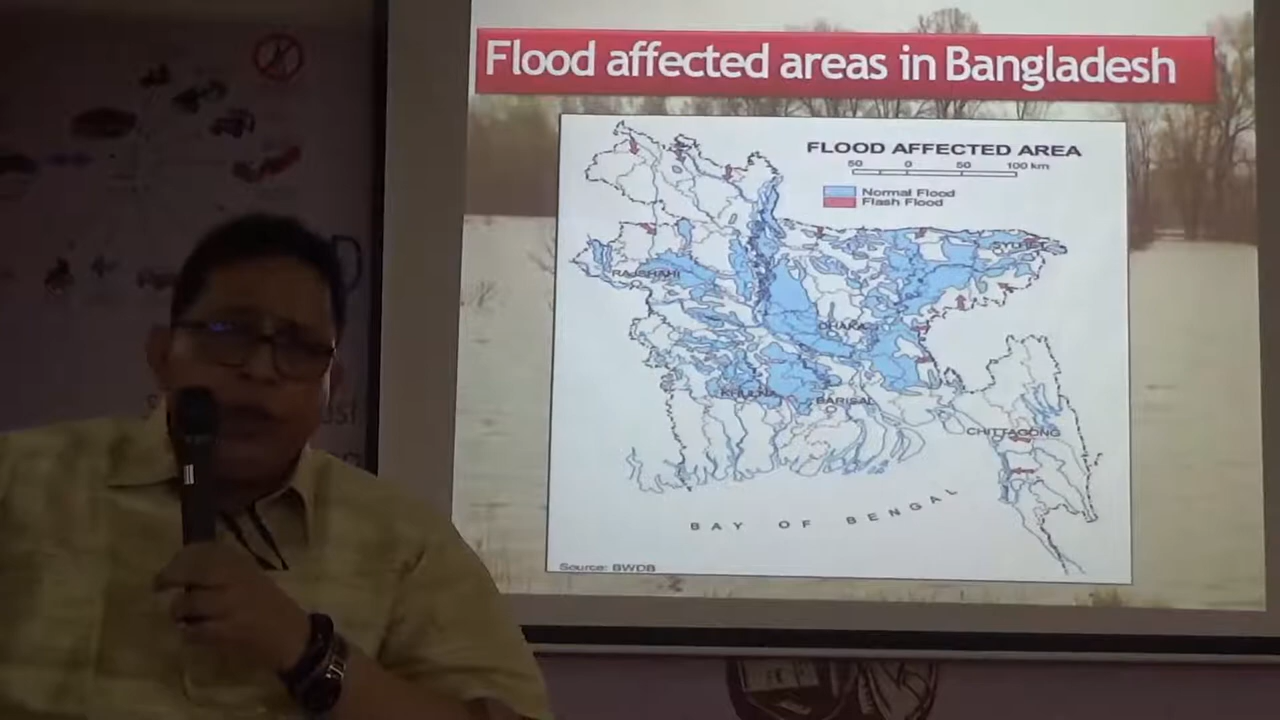 Flood affected areas in Bangladesh
FLOOD AFFECTED AREA
50 0 50 100 km
Normal Flood
Flash Flood
SYLHET
RAJSHAHI
DHAKA
KHULNA
BARISAL
CHITTAGONG
BAY OF BENGAL
Source: BWDB